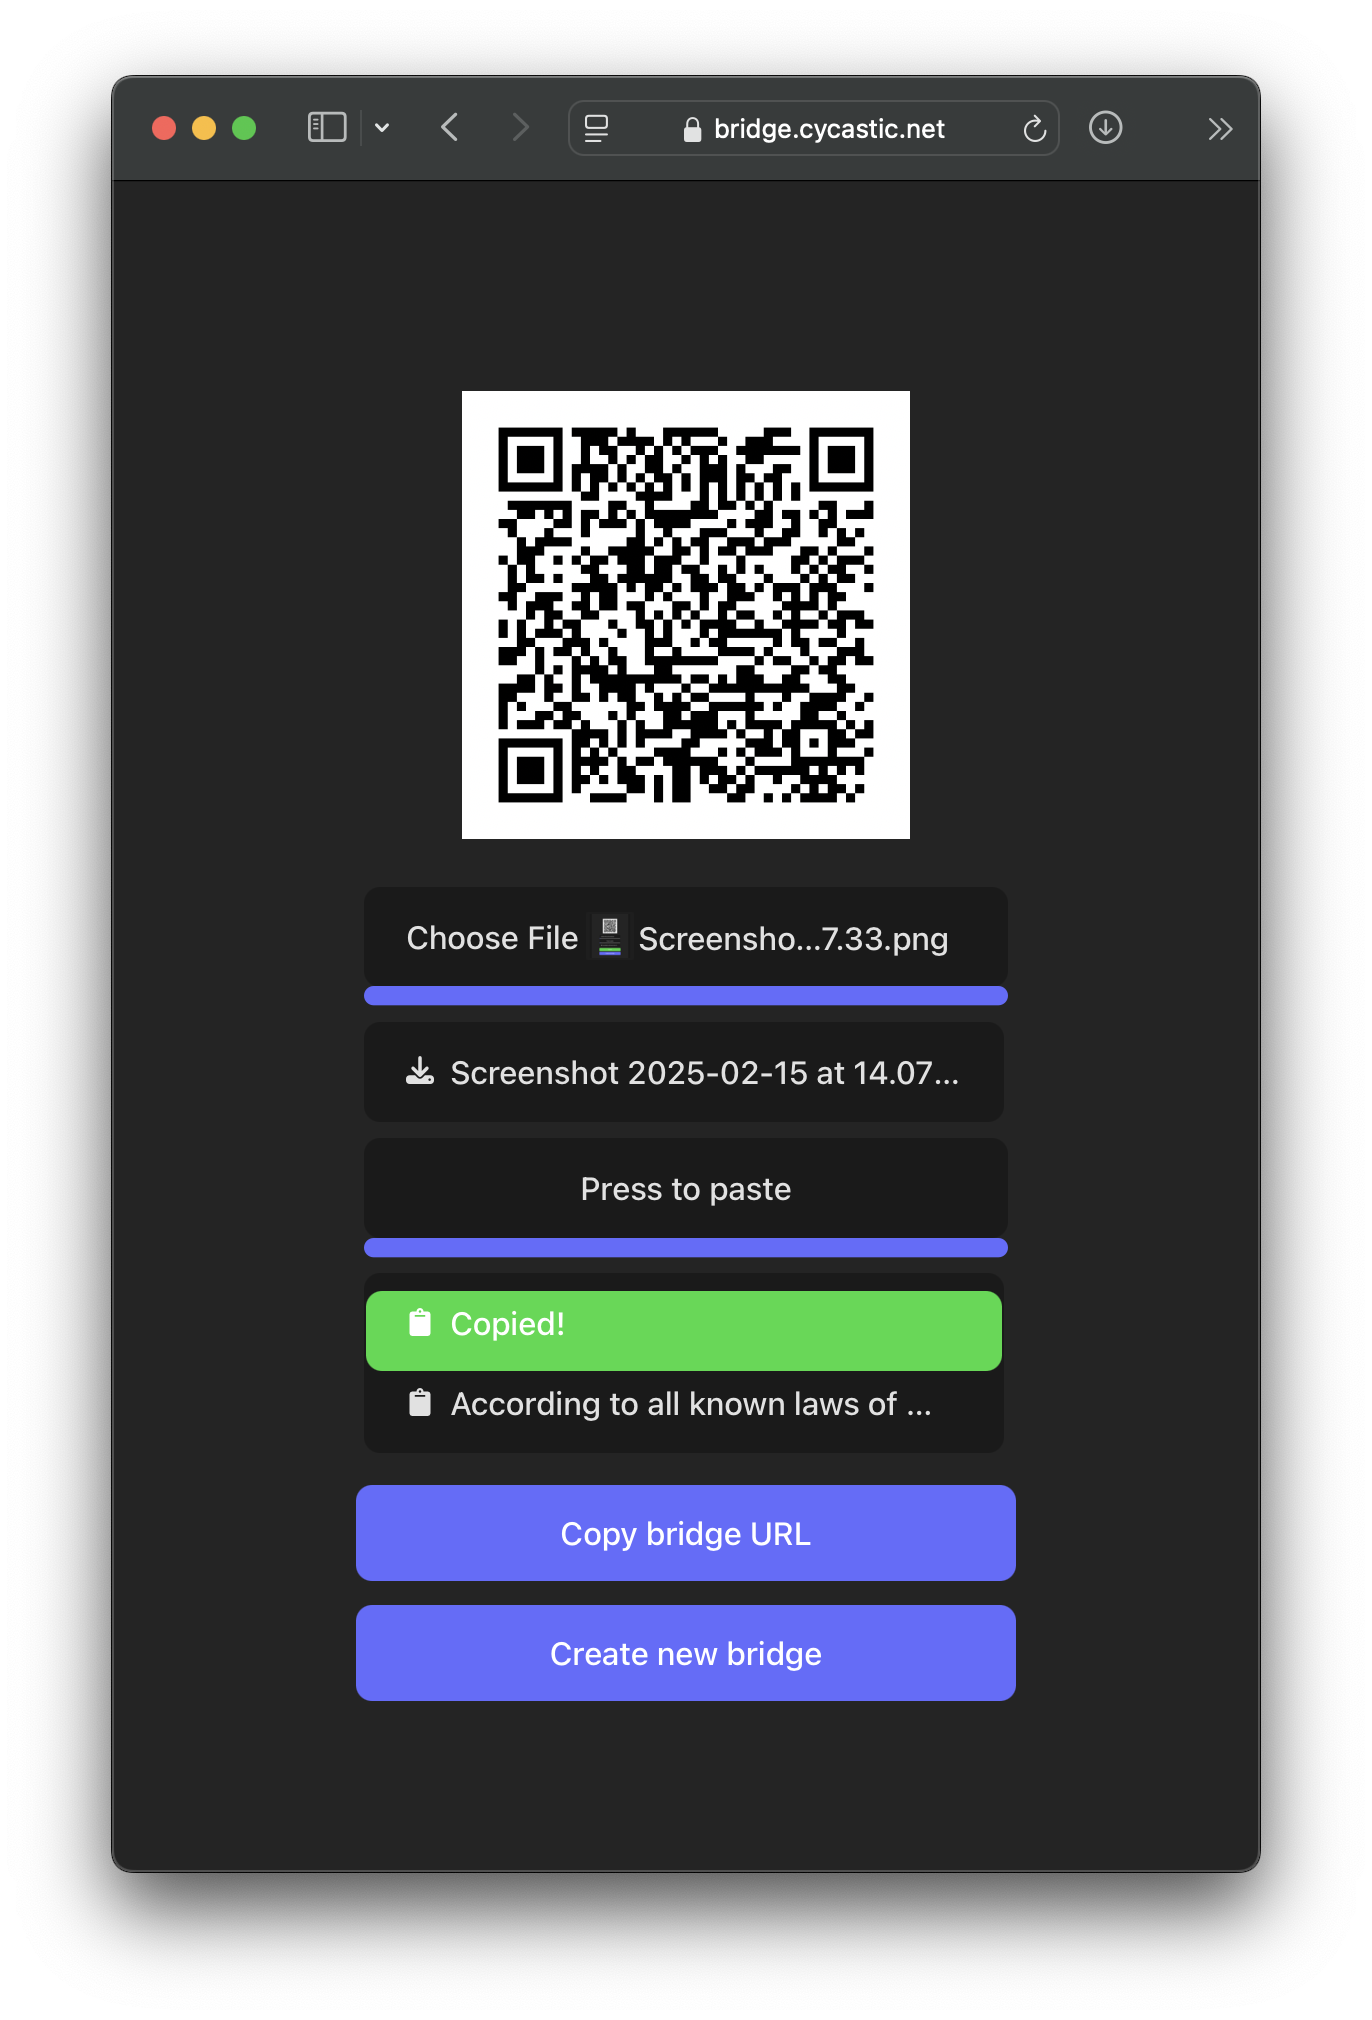 bridge.cycastic.net
Choose File Screensho...7.33.png
Screenshot 2025-02-15 at 14.07...
Press to paste
Copied!
According to all known laws of ...
Copy bridge URL
Create new bridge